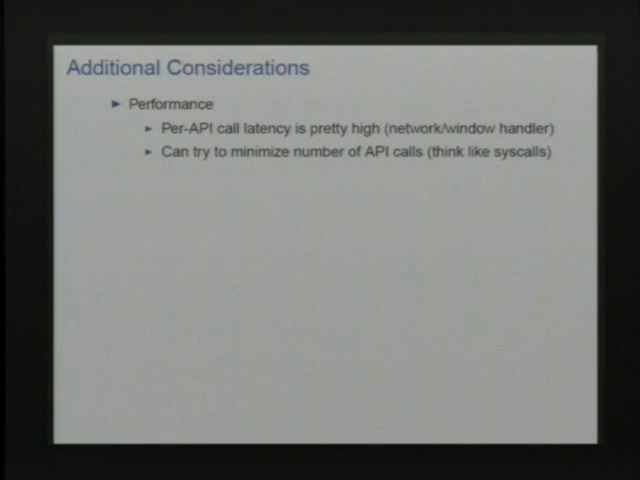 Additional Considerations
Performance
Per-API call latency is pretty high (network/window handler)
Can try to minimize number of API calls (think like syscalls)